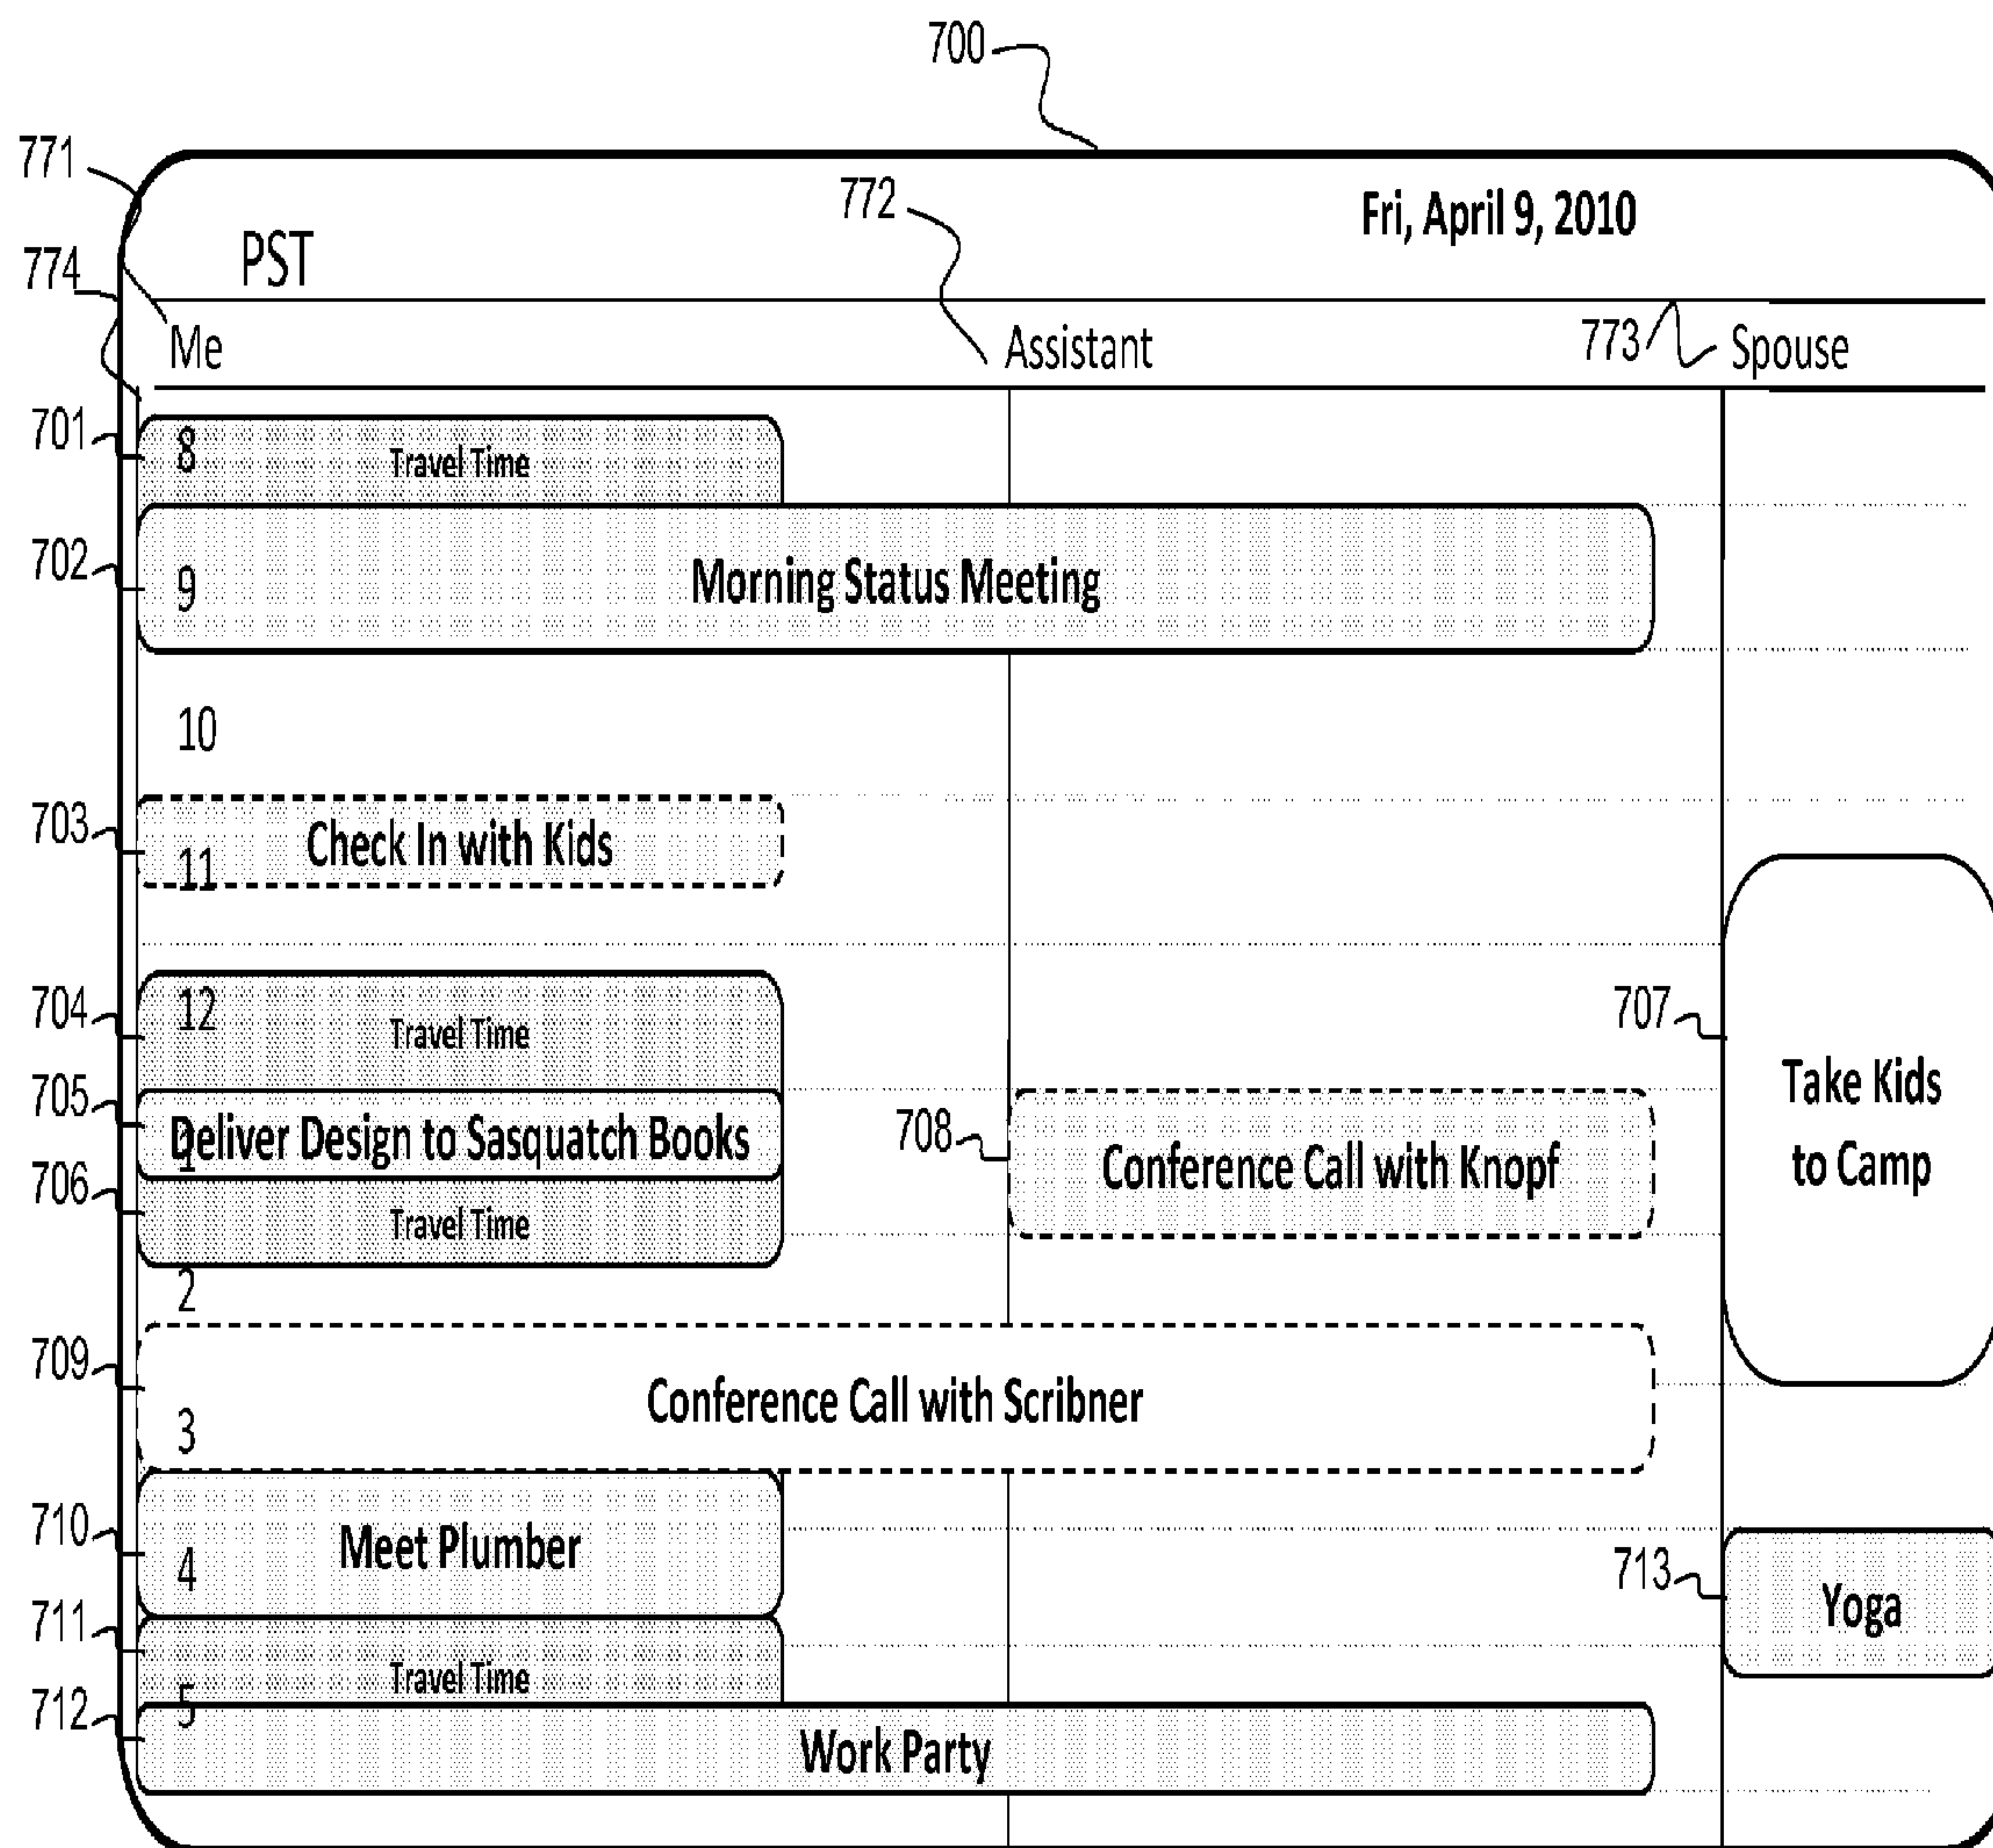 700
771
772
Fri, April 9, 2010
774
PST
Me
Assistant
773
Spouse
701
8
Travel Time
702
9
Morning Status Meeting
10
703
Check In with Kids
11
704
12
Travel Time
707
Take Kids
to Camp
705
Deliver Design to Sasquatch Books
1
708
Conference Call with Knopf
706
Travel Time
2
709
Conference Call with Scribner
3
710
Meet Plumber
4
713
Yoga
711
Travel Time
5
712
Work Party